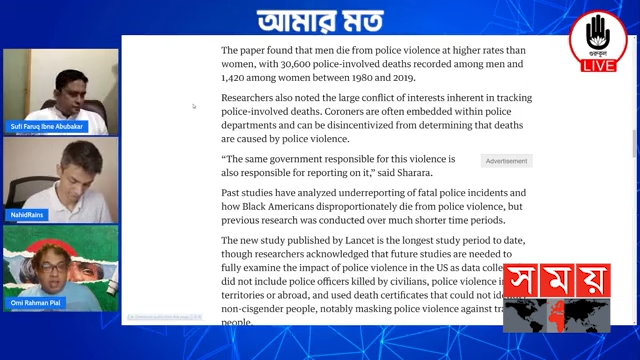 আমার মত
গুরুকুল
LIVE
The paper found that men die from police violence at higher rates than
women, with 30,600 police-involved deaths recorded among men and
1,420 among women between 1980 and 2019.
Researchers also noted the large conflict of interests inherent in tracking
police-involved deaths. Coroners are often embedded within police
departments and can be disincentivized from determining that deaths
are caused by police violence.
“The same government responsible for this violence is
also responsible for reporting on it,” said Sharara.
Advertisement
Past studies have analyzed underreporting of fatal police incidents and
how Black Americans disproportionately die from police violence, but
previous research was conducted over much shorter time periods.
The new study published by Lancet is the longest study period to date,
though researchers acknowledged that future studies are needed to
fully examine the impact of police violence in the US as data colle
did not include police officers killed by civilians, police violence in
territories or abroad, and used death certificates that could not identi
non-cisgender people, notably masking police violence against tra
people.
Sufi Faruq Ibne Abubakar
NahidRains
Omi Rahman Pial
সময়